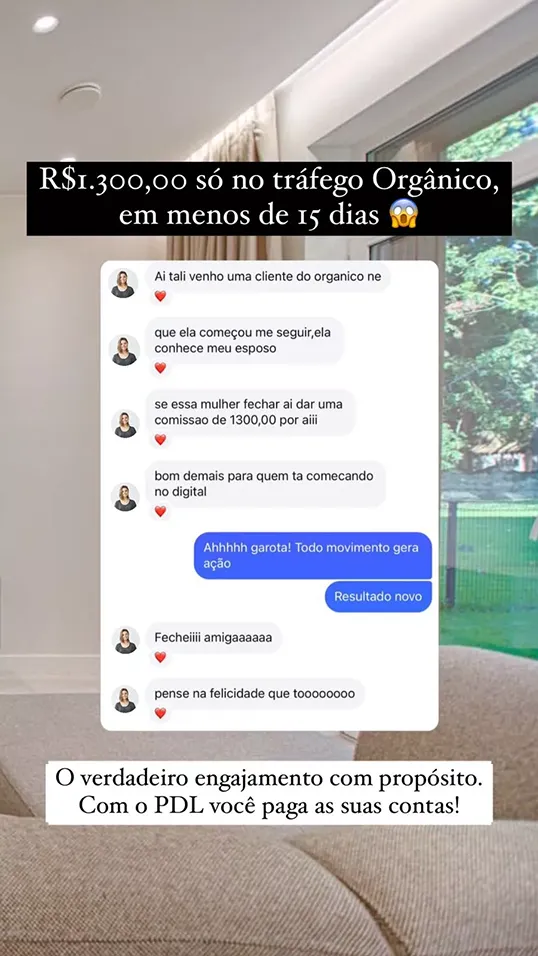 R$1.300,00 só no tráfego Orgânico,
em menos de 15 dias 😱
Ai tali venho uma cliente do organico ne
que ela começou me seguir,ela
conhece meu esposo
se essa mulher fechar ai dar uma
comissao de 1300,00 por aiii
bom demais para quem ta comecando
no digital
Ahhhhh garota! Todo movimento gera
ação
Resultado novo
Fecheiiii amigaaaaaa
pense na felicidade que toooooooo
O verdadeiro engajamento com propósito.
Com o PDL você paga as suas contas!